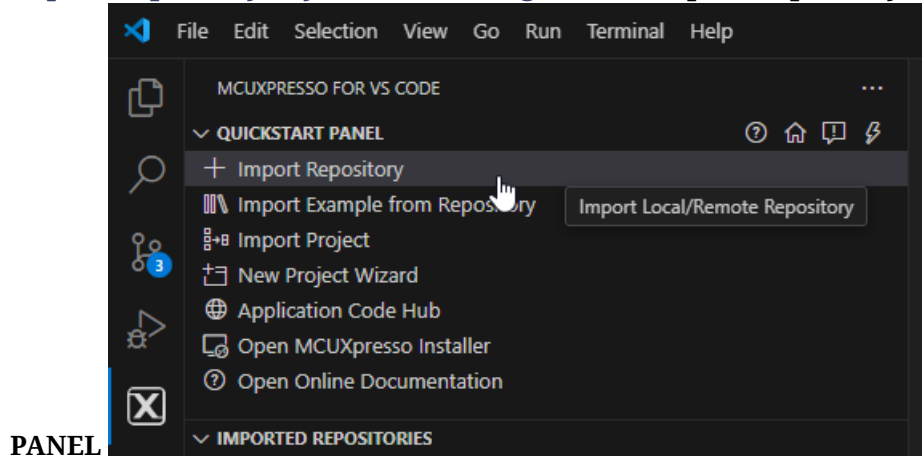 File Edit Selection View Go Run Terminal Help
MCUXPRESSO FOR VS CODE
QUICKSTART PANEL
Import Repository
Import Example from Repository
Import Local/Remote Repository
Import Project
3
New Project Wizard
Application Code Hub
Open MCUXpresso Installer
Open Online Documentation
PANEL
IMPORTED REPOSITORIES